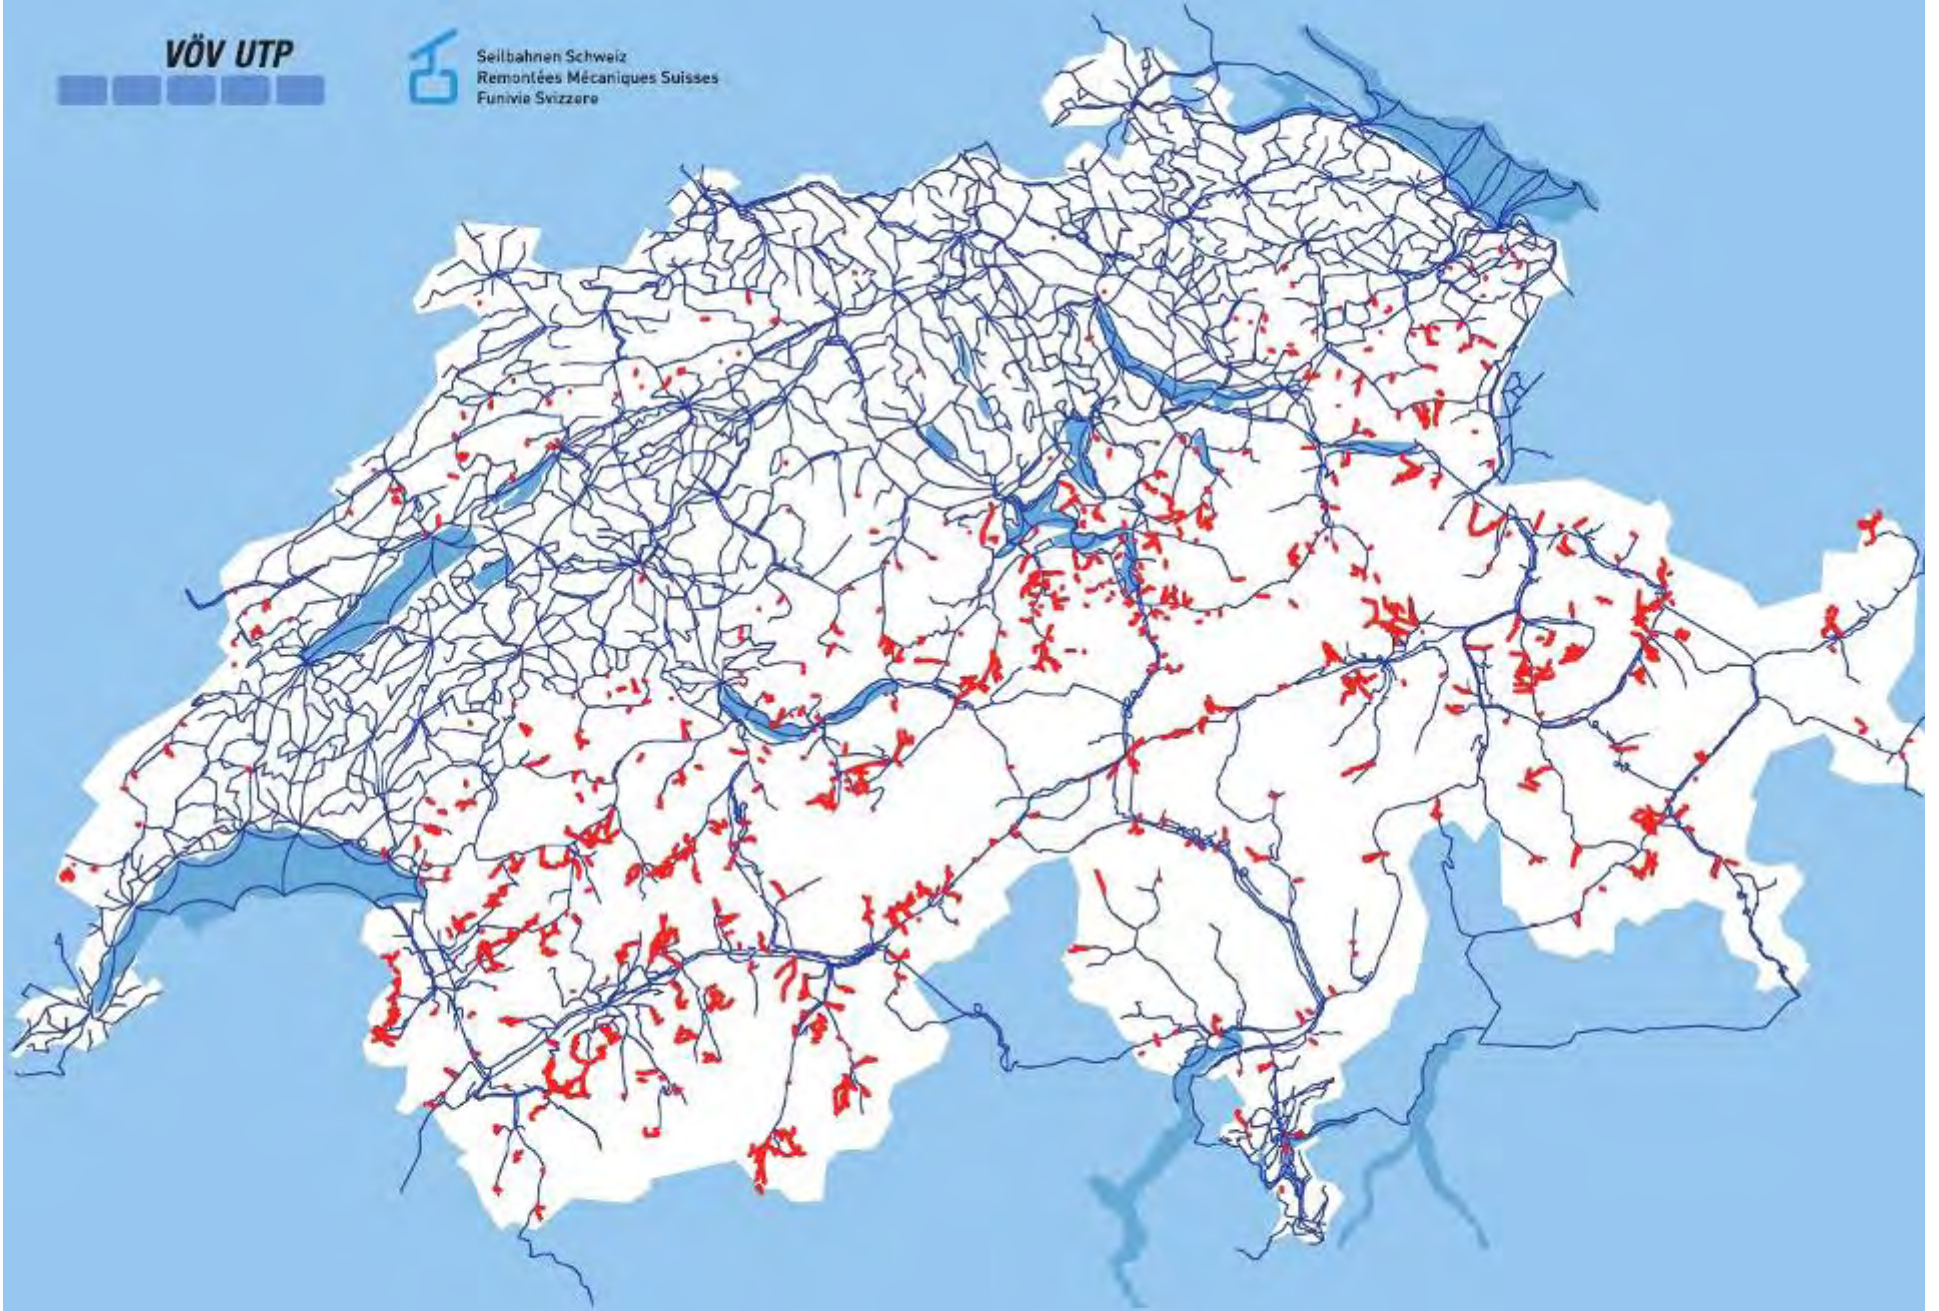 VÖV UTP
Seilbahnen Schweiz
Remontées Mécaniques Suisses
Funivie Svizzere